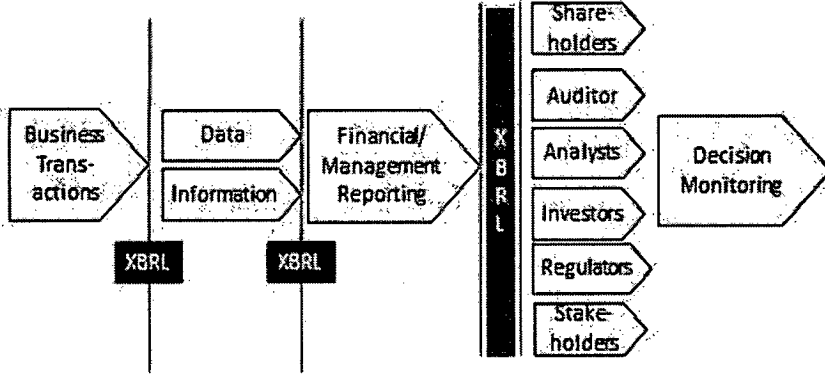 Business
Trans-
actions
XBRL
Data
Information
XBRL
Financial/
Management
Reporting
X
B
R
L
Share-
holders
Auditor
Analysts
Investors
Regulators
Stake-
holders
Decision
Monitoring